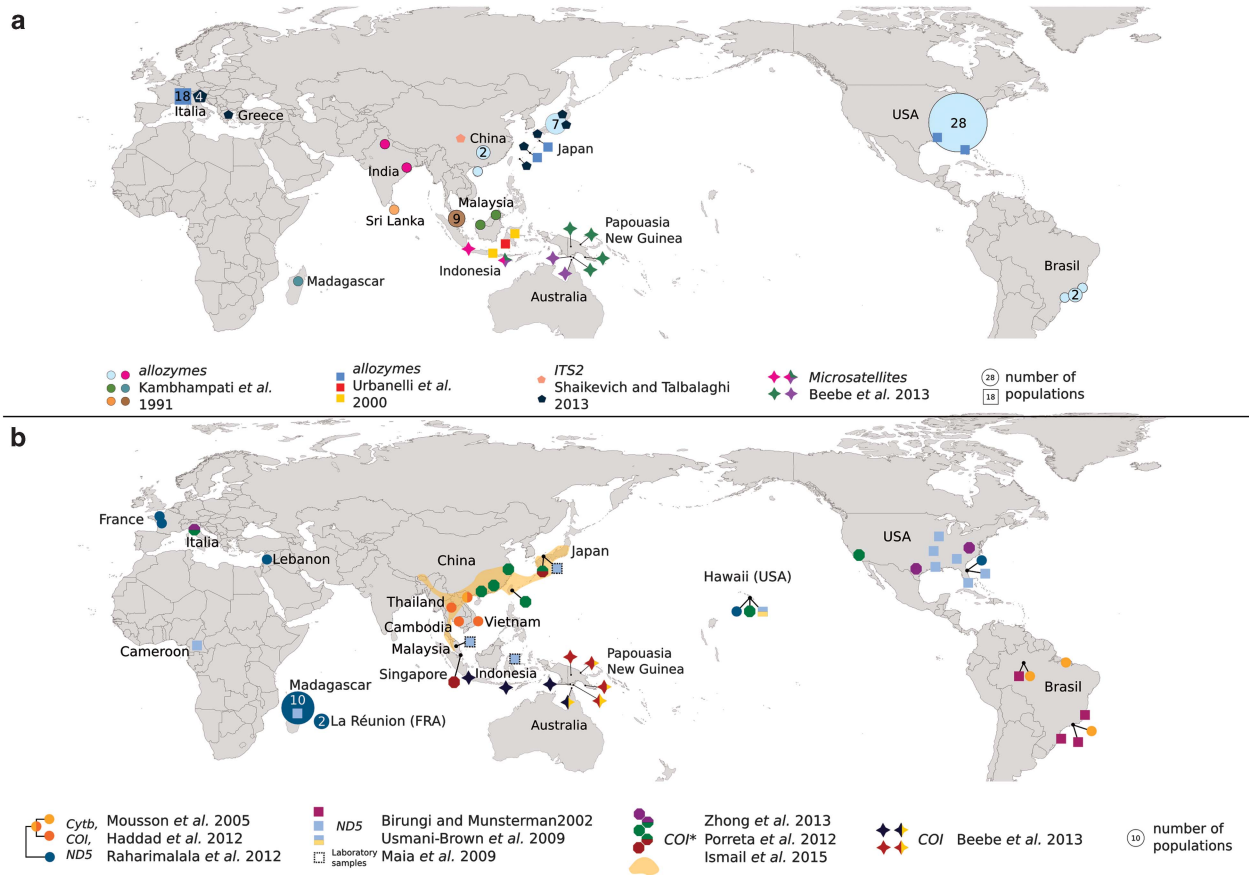 a
18
4
Italia
Greece
China
2
7
Japan
India
Malaysia
Sri Lanka
9
Papouasia
New Guinea
Indonesia
Madagascar
Australia
USA
28
Brasil
2
allozymes
Kambhampati et al.
1991
allozymes
Urbanelli et al.
2000
ITS2
Shaikevich and Talbalaghi
2013
Microsatellites
Beebe et al. 2013
28
18
number of
populations
b
France
Italia
Lebanon
China
Japan
Thailand
Cambodia
Vietnam
Malaysia
Singapore
Indonesia
Papouasia
New Guinea
Cameroon
Madagascar
10
2
La Réunion (FRA)
Australia
Hawaii (USA)
USA
Brasil
Cytb,
COI,
ND5
Mousson et al. 2005
Haddad et al. 2012
Raharimalala et al. 2012
ND5
Laboratory
samples
Birungi and Munsterman2002
Usmani-Brown et al. 2009
Maia et al. 2009
COI*
Zhong et al. 2013
Porreta et al. 2012
Ismail et al. 2015
COI
Beebe et al. 2013
10
number of
populations